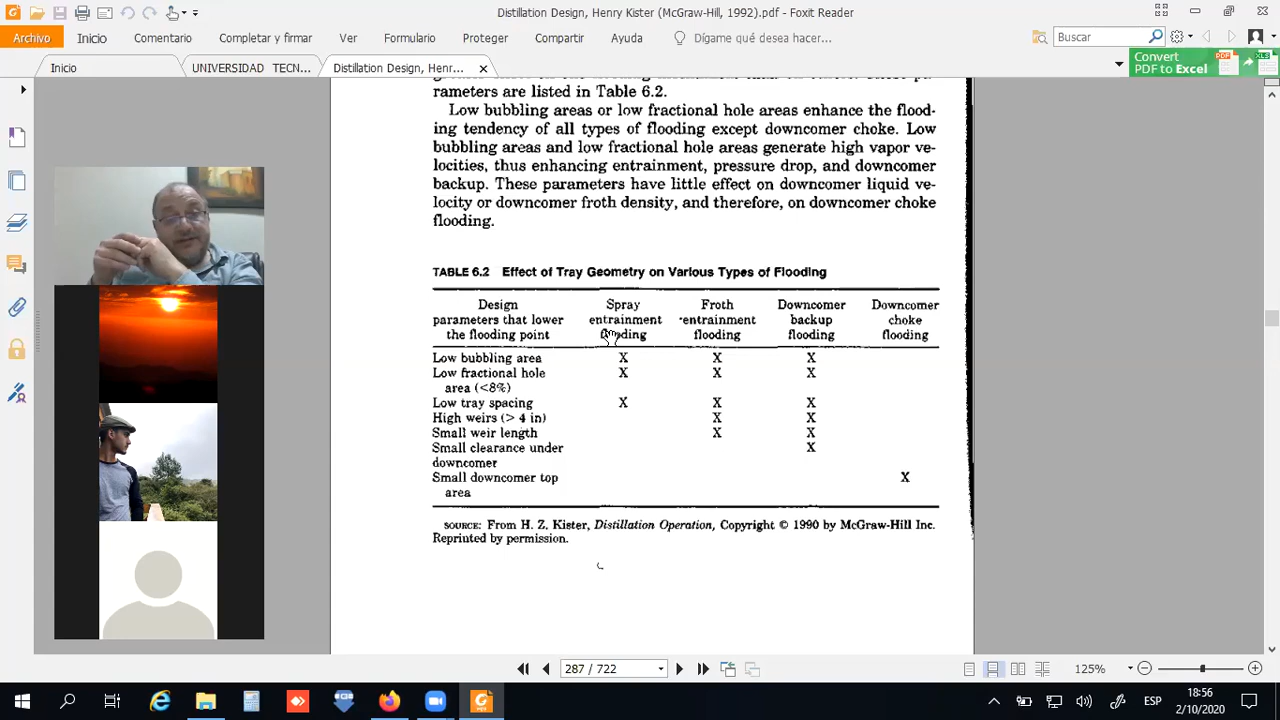 Distillation Design, Henry Kister (McGraw-Hill, 1992).pdf - Foxit Reader
Archivo Inicio Comentario Completar y firmar Ver Formulario Proteger Compartir Ayuda Dígame qué desea hacer... Buscar
Inicio UNIVERSIDAD TECN... Distillation Design, Henr...
Convert
PDF to Excel
rameters are listed in Table 6.2.
Low bubbling areas or low fractional hole areas enhance the flood-
ing tendency of all types of flooding except downcomer choke. Low
bubbling areas and low fractional hole areas generate high vapor ve-
locities, thus enhancing entrainment, pressure drop, and downcomer
backup. These parameters have little effect on downcomer liquid ve-
locity or downcomer froth density, and therefore, on downcomer choke
flooding.
TABLE 6.2 Effect of Tray Geometry on Various Types of Flooding
Design Spray Froth Downcomer Downcomer
parameters that lower entrainment entrainment backup choke
the flooding point flooding flooding flooding flooding
Low bubbling area X X X
Low fractional hole X X X
area (<8%)
Low tray spacing X X X
High weirs (> 4 in) X X
Small weir length X X
Small clearance under X
downcomer
Small downcomer top X
area
SOURCE: From H. Z. Kister, Distillation Operation, Copyright © 1990 by McGraw-Hill Inc.
Reprinted by permission.
287 / 722 125%
ESP 18:56
2/10/2020